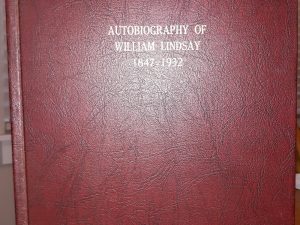 AUTOBIOGRAPHY OF
WILLIAM LINDSAY
1847-1932